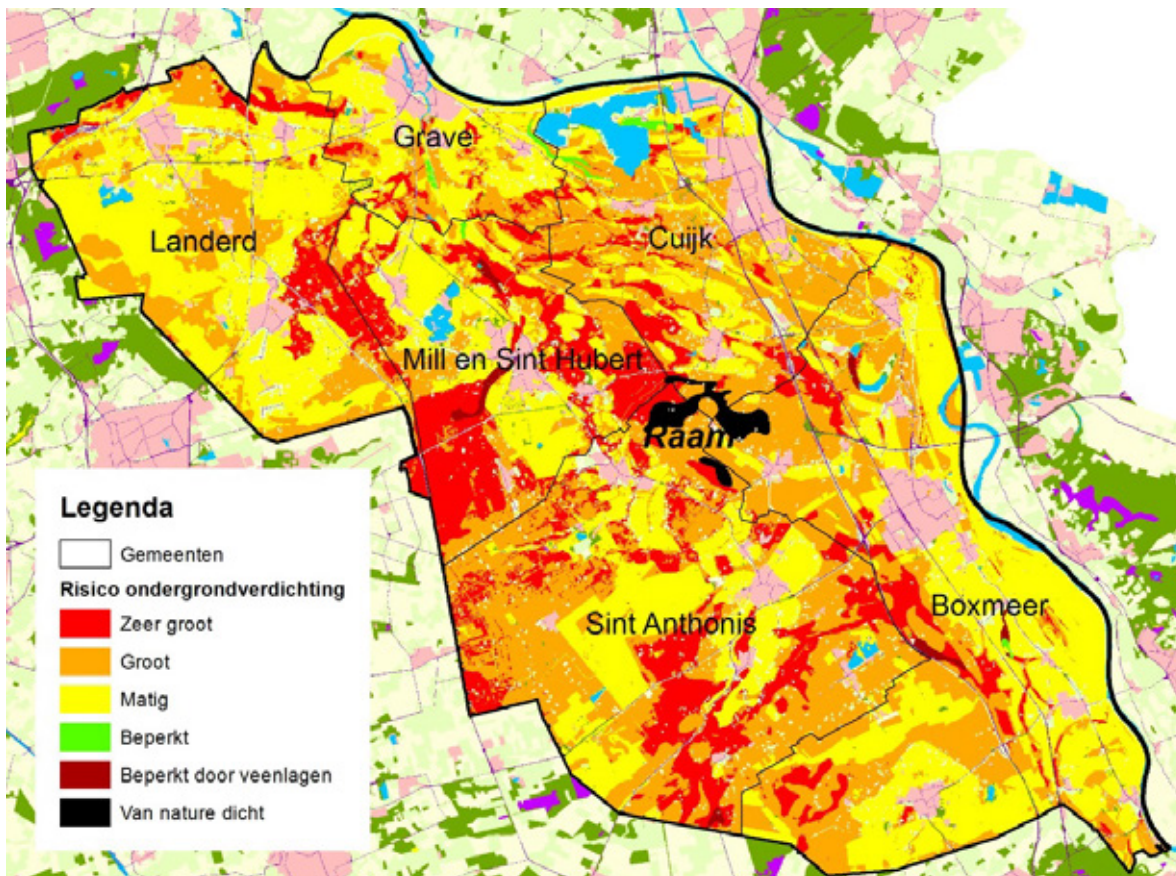 Grave
Landerd
Cuijk
Mill en Sint Hubert
Raam
Sint Anthonis
Boxmeer
Legenda
Gemeenten
Risico ondergrondverdichting
Zeer groot
Groot
Matig
Beperkt
Beperkt door veenlagen
Van nature dicht